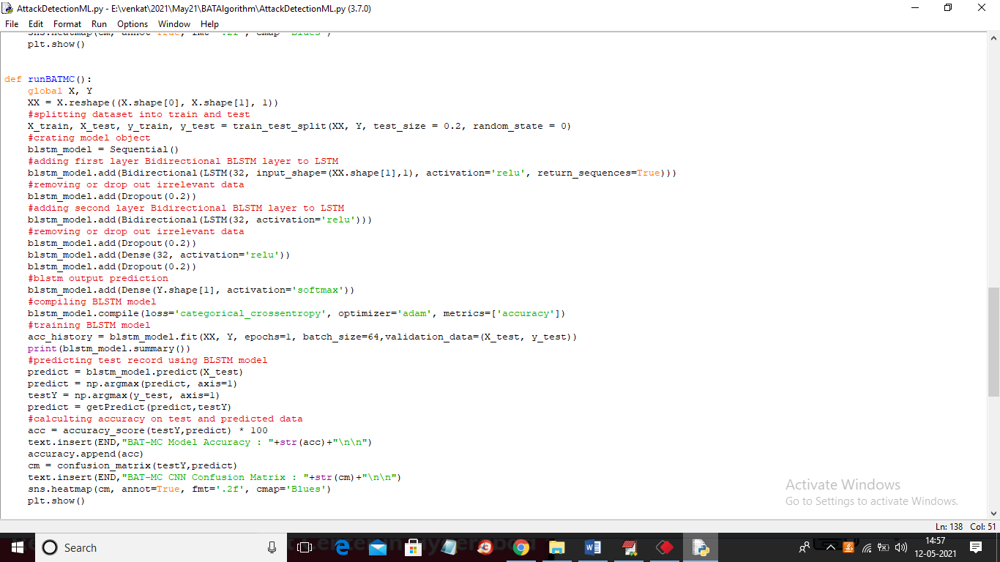 AttackDetectionML.py - E:\venkat\2021\May21\BATAlgorithm\AttackDetectionML.py (3.7.0)
File Edit Format Run Options Window Help
sns.heatmap(cm, annot=True, fmt='.2f', cmap='Blues')
plt.show()
def runBATMC():
global X, Y
XX = X.reshape((X.shape[0], X.shape[1], 1))
#splitting dataset into train and test
X_train, X_test, y_train, y_test = train_test_split(XX, Y, test_size = 0.2, random_state = 0)
#crating model object
blstm_model = Sequential()
#adding first layer Bidirectional BLSTM layer to LSTM
blstm_model.add(Bidirectional(LSTM(32, input_shape=(XX.shape[1],1), activation='relu', return_sequences=True)))
#removing or drop out irrelevant data
blstm_model.add(Dropout(0.2))
#adding second layer Bidirectional BLSTM layer to LSTM
blstm_model.add(Bidirectional(LSTM(32, activation='relu')))
#removing or drop out irrelevant data
blstm_model.add(Dropout(0.2))
blstm_model.add(Dense(32, activation='relu'))
blstm_model.add(Dropout(0.2))
#blstm output prediction
blstm_model.add(Dense(Y.shape[1], activation='softmax'))
#compiling BLSTM model
blstm_model.compile(loss='categorical_crossentropy', optimizer='adam', metrics=['accuracy'])
#training BLSTM model
acc_history = blstm_model.fit(XX, Y, epochs=1, batch_size=64,validation_data=(X_test, y_test))
print(blstm_model.summary())
#predicting test record using BLSTM model
predict = blstm_model.predict(X_test)
predict = np.argmax(predict, axis=1)
testY = np.argmax(y_test, axis=1)
predict = getPredict(predict,testY)
#calculting accuracy on test and predicted data
acc = accuracy_score(testY,predict) * 100
text.insert(END,"BAT-MC Model Accuracy : "+str(acc)+"\n\n")
accuracy.append(acc)
cm = confusion_matrix(testY,predict)
text.insert(END,"BAT-MC CNN Confusion Matrix : "+str(cm)+"\n\n")
sns.heatmap(cm, annot=True, fmt='.2f', cmap='Blues')
plt.show()
Activate Windows
Go to Settings to activate Windows.
Ln: 138 Col: 51
Search
14:57
12-05-2021